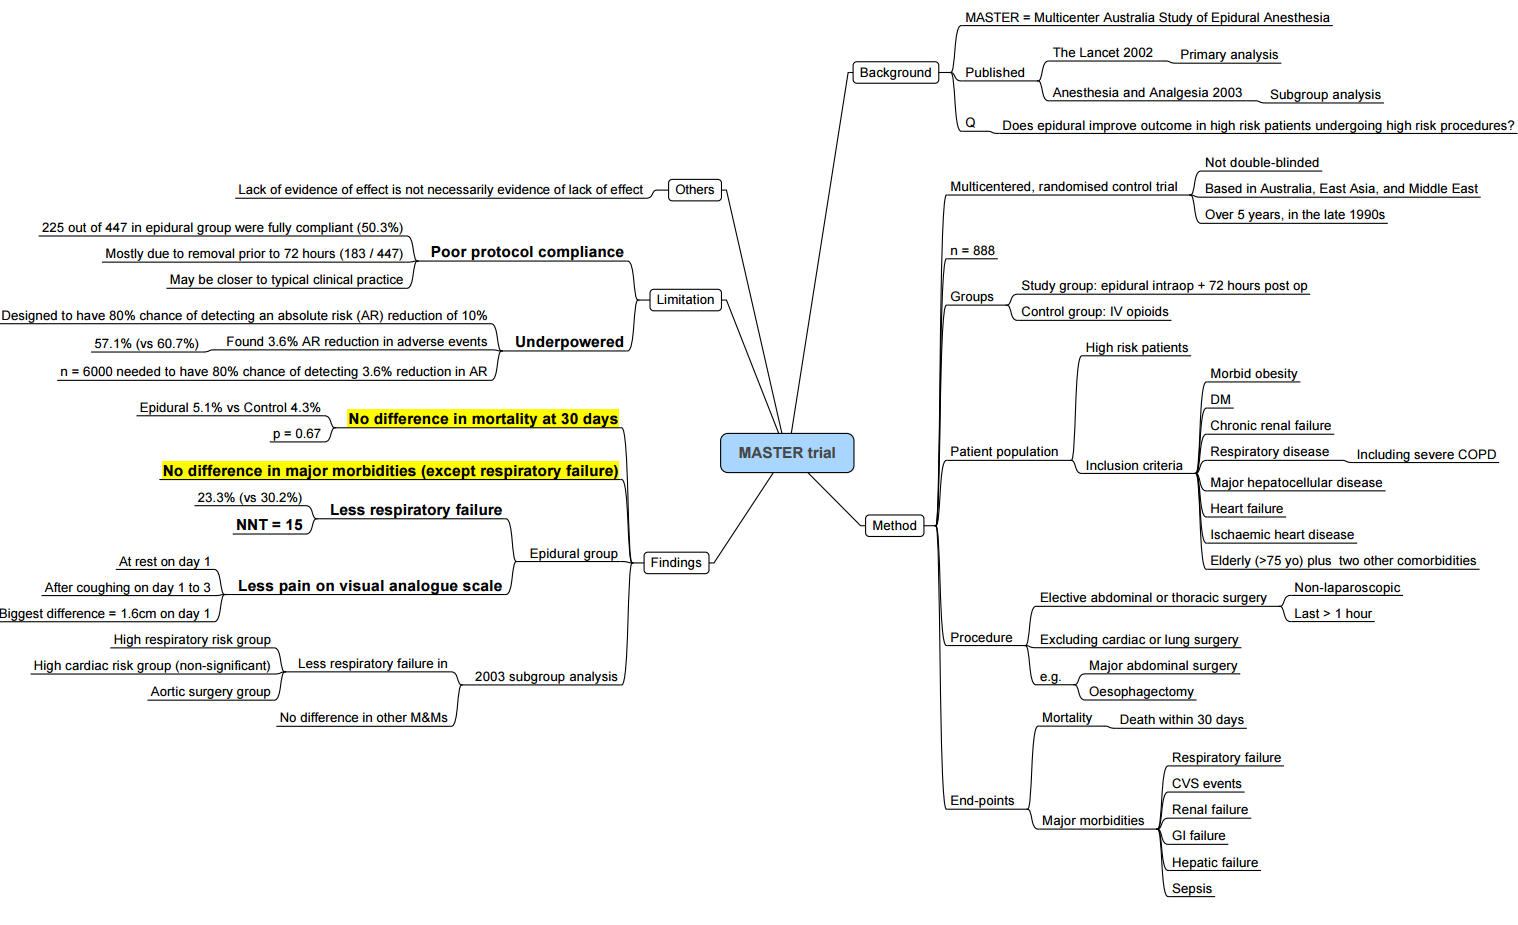 MASTER trial
Background
MASTER = Multicenter Australia Study of Epidural Anesthesia
Published
The Lancet 2002
Primary analysis
Anesthesia and Analgesia 2003
Subgroup analysis
Q
Does epidural improve outcome in high risk patients undergoing high risk procedures?
Method
Multicentered, randomised control trial
Not double-blinded
Based in Australia, East Asia, and Middle East
Over 5 years, in the late 1990s
n = 888
Groups
Study group: epidural intraop + 72 hours post op
Control group: IV opioids
Patient population
High risk patients
Inclusion criteria
Morbid obesity
DM
Chronic renal failure
Respiratory disease
Including severe COPD
Major hepatocellular disease
Heart failure
Ischaemic heart disease
Elderly (>75 yo) plus two other comorbidities
Procedure
Elective abdominal or thoracic surgery
Non-laparoscopic
Last > 1 hour
Excluding cardiac or lung surgery
e.g.
Major abdominal surgery
Oesophagectomy
End-points
Mortality
Death within 30 days
Major morbidities
Respiratory failure
CVS events
Renal failure
GI failure
Hepatic failure
Sepsis
Others
Lack of evidence of effect is not necessarily evidence of lack of effect
Limitation
Poor protocol compliance
225 out of 447 in epidural group were fully compliant (50.3%)
Mostly due to removal prior to 72 hours (183 / 447)
May be closer to typical clinical practice
Underpowered
Designed to have 80% chance of detecting an absolute risk (AR) reduction of 10%
Found 3.6% AR reduction in adverse events
57.1% (vs 60.7%)
n = 6000 needed to have 80% chance of detecting 3.6% reduction in AR
Findings
No difference in mortality at 30 days
Epidural 5.1% vs Control 4.3%
p = 0.67
No difference in major morbidities (except respiratory failure)
Epidural group
Less respiratory failure
23.3% (vs 30.2%)
NNT = 15
Less pain on visual analogue scale
At rest on day 1
After coughing on day 1 to 3
Biggest difference = 1.6cm on day 1
2003 subgroup analysis
Less respiratory failure in
High respiratory risk group
High cardiac risk group (non-significant)
Aortic surgery group
No difference in other M&Ms